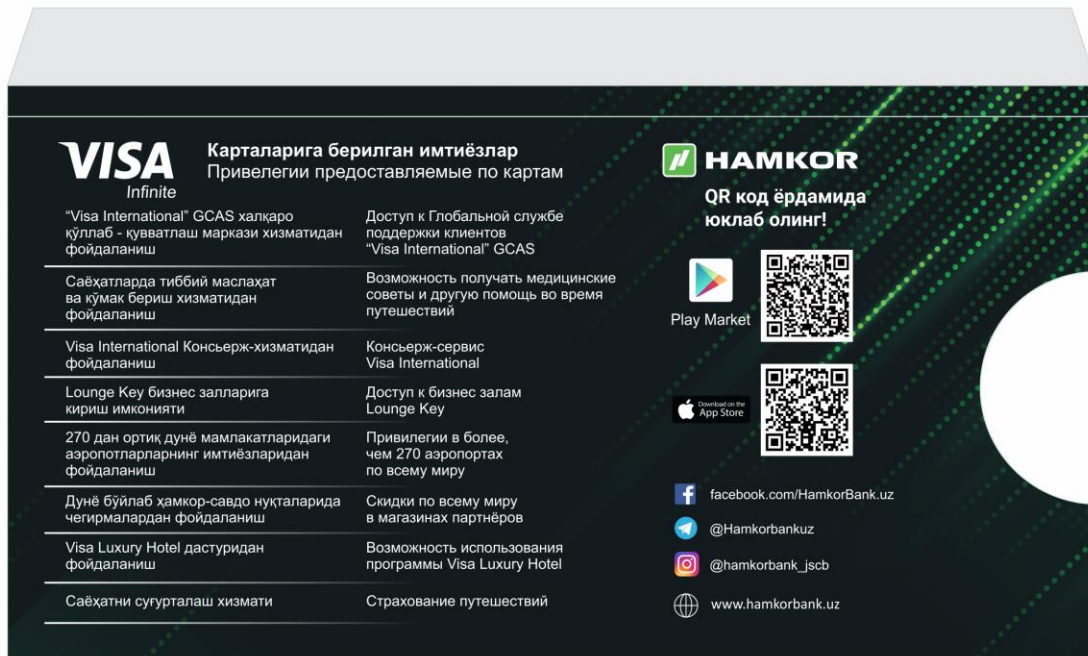 VISA
Infinite
Карталарига берилган имтиёзлар
Привелегии предоставляемые по картам
“Visa International” GCAS халқаро
қўллаб - қувватлаш маркази хизматидан
фойдаланиш
Доступ к Глобальной службе
поддержки клиентов
“Visa International” GCAS
Саёҳатларда тиббий маслаҳат
ва кўмак бериш хизматидан
фойдаланиш
Возможность получать медицинские
советы и другую помощь во время
путешествий
Visa International Консьерж-хизматидан
фойдаланиш
Консьерж-сервис
Visa International
Lounge Key бизнес залларига
кириш имконияти
Доступ к бизнес залам
Lounge Key
270 дан ортиқ дунё мамлакатларидаги
аэропотларларнинг имтиёзларидан
фойдаланиш
Привилегии в более,
чем 270 аэропортах
по всему миру
Дунё бўйлаб ҳамкор-савдо нуқталарида
чегирмалардан фойдаланиш
Скидки по всему миру
в магазинах партнёров
Visa Luxury Hotel дастуридан
фойдаланиш
Возможность использования
программы Visa Luxury Hotel
Саёҳатни суғурталаш хизмати
Страхование путешествий
HAMKOR
QR код ёрдамида
юклаб олинг!
Play Market
Download on the
App Store
facebook.com/HamkorBank.uz
@Hamkorbankuz
@hamkorbank_jscb
www.hamkorbank.uz